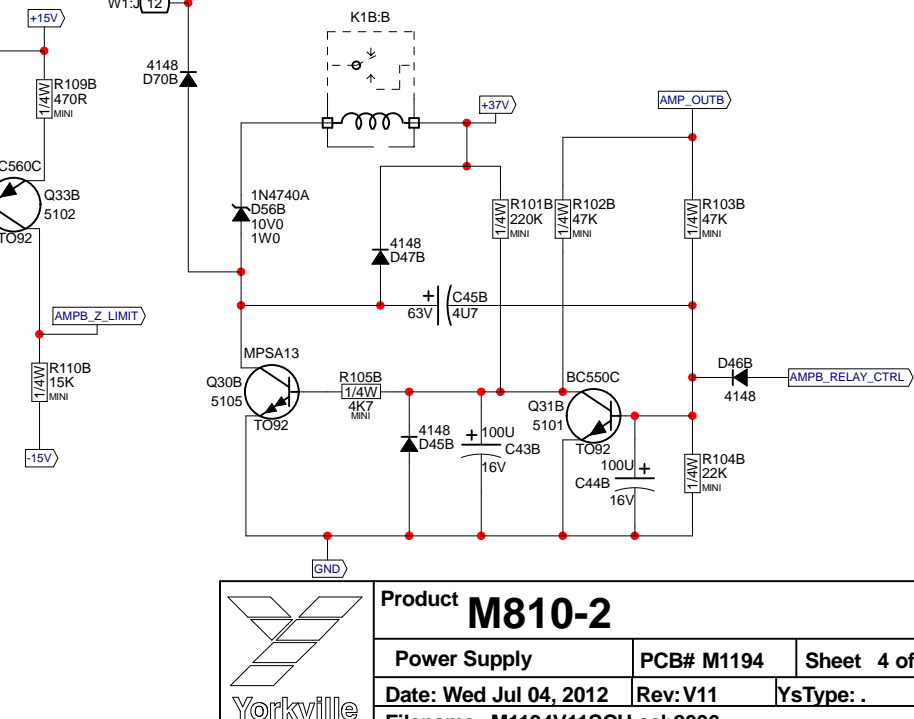 W1:J 12
+15V
K1B:B
4148
D70B
R109B
470R
MINI
1/4W
+37V
AMP_OUTB
C560C
Q33B
5102
TO92
1N4740A
D56B
10V0
1W0
4148
D47B
R101B
220K
MINI
1/4W
R102B
47K
MINI
1/4W
R103B
47K
MINI
1/4W
AMPB_Z_LIMIT
+
63V
C45B
4U7
R110B
15K
MINI
1/4W
-15V
MPSA13
Q30B
5105
TO92
R105B
1/4W
4K7
MINI
4148
D45B
+
100U
C43B
16V
BC550C
Q31B
5101
TO92
D46B
4148
AMPB_RELAY_CTRL
100U
+
C44B
16V
R104B
22K
MINI
1/4W
GND
Product M810-2
Power Supply
PCB# M1194
Sheet 4 of
Date: Wed Jul 04, 2012
Rev: V11
YsType: .
Yorkville